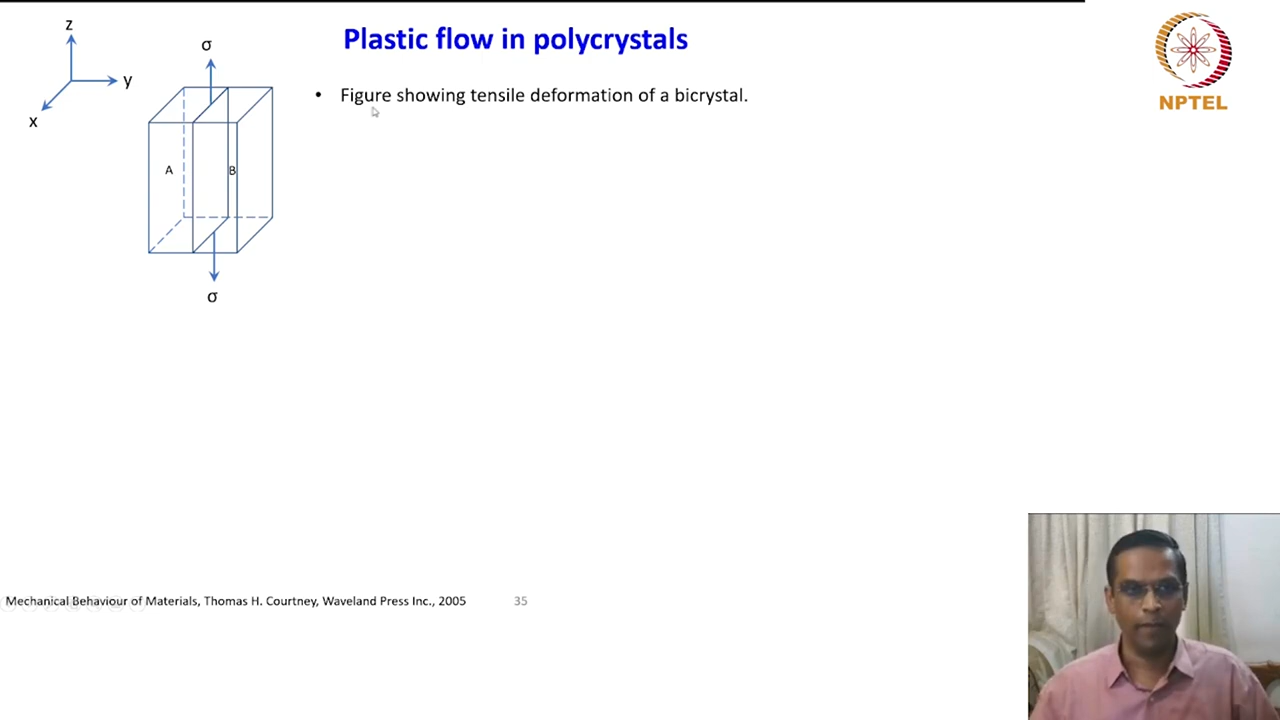 Plastic flow in polycrystals
z
y
x
σ
A
B
σ
• Figure showing tensile deformation of a bicrystal.
NPTEL
Mechanical Behaviour of Materials, Thomas H. Courtney, Waveland Press Inc., 2005
35